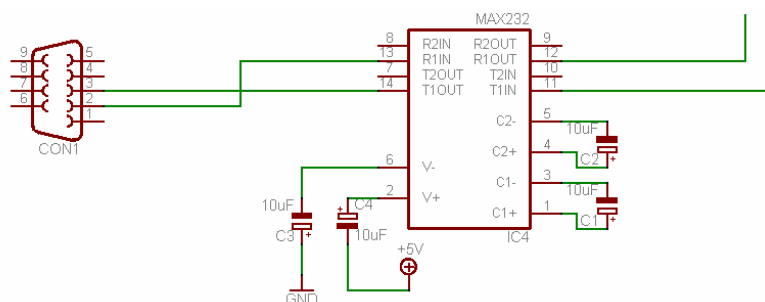 MAX232
9 5
8 4
7 3
6 2
1
CON1
8 R2IN R2OUT 9
13 R1IN R1OUT 12
7 T2OUT T2IN 10
14 T1OUT T1IN 11
C2- 5
10uF
C2+ 4
C2
6 V- C1- 3
10uF
2 V+
C1+ 1
C1
10uF C4
C3 10uF
IC4
+5V
GND